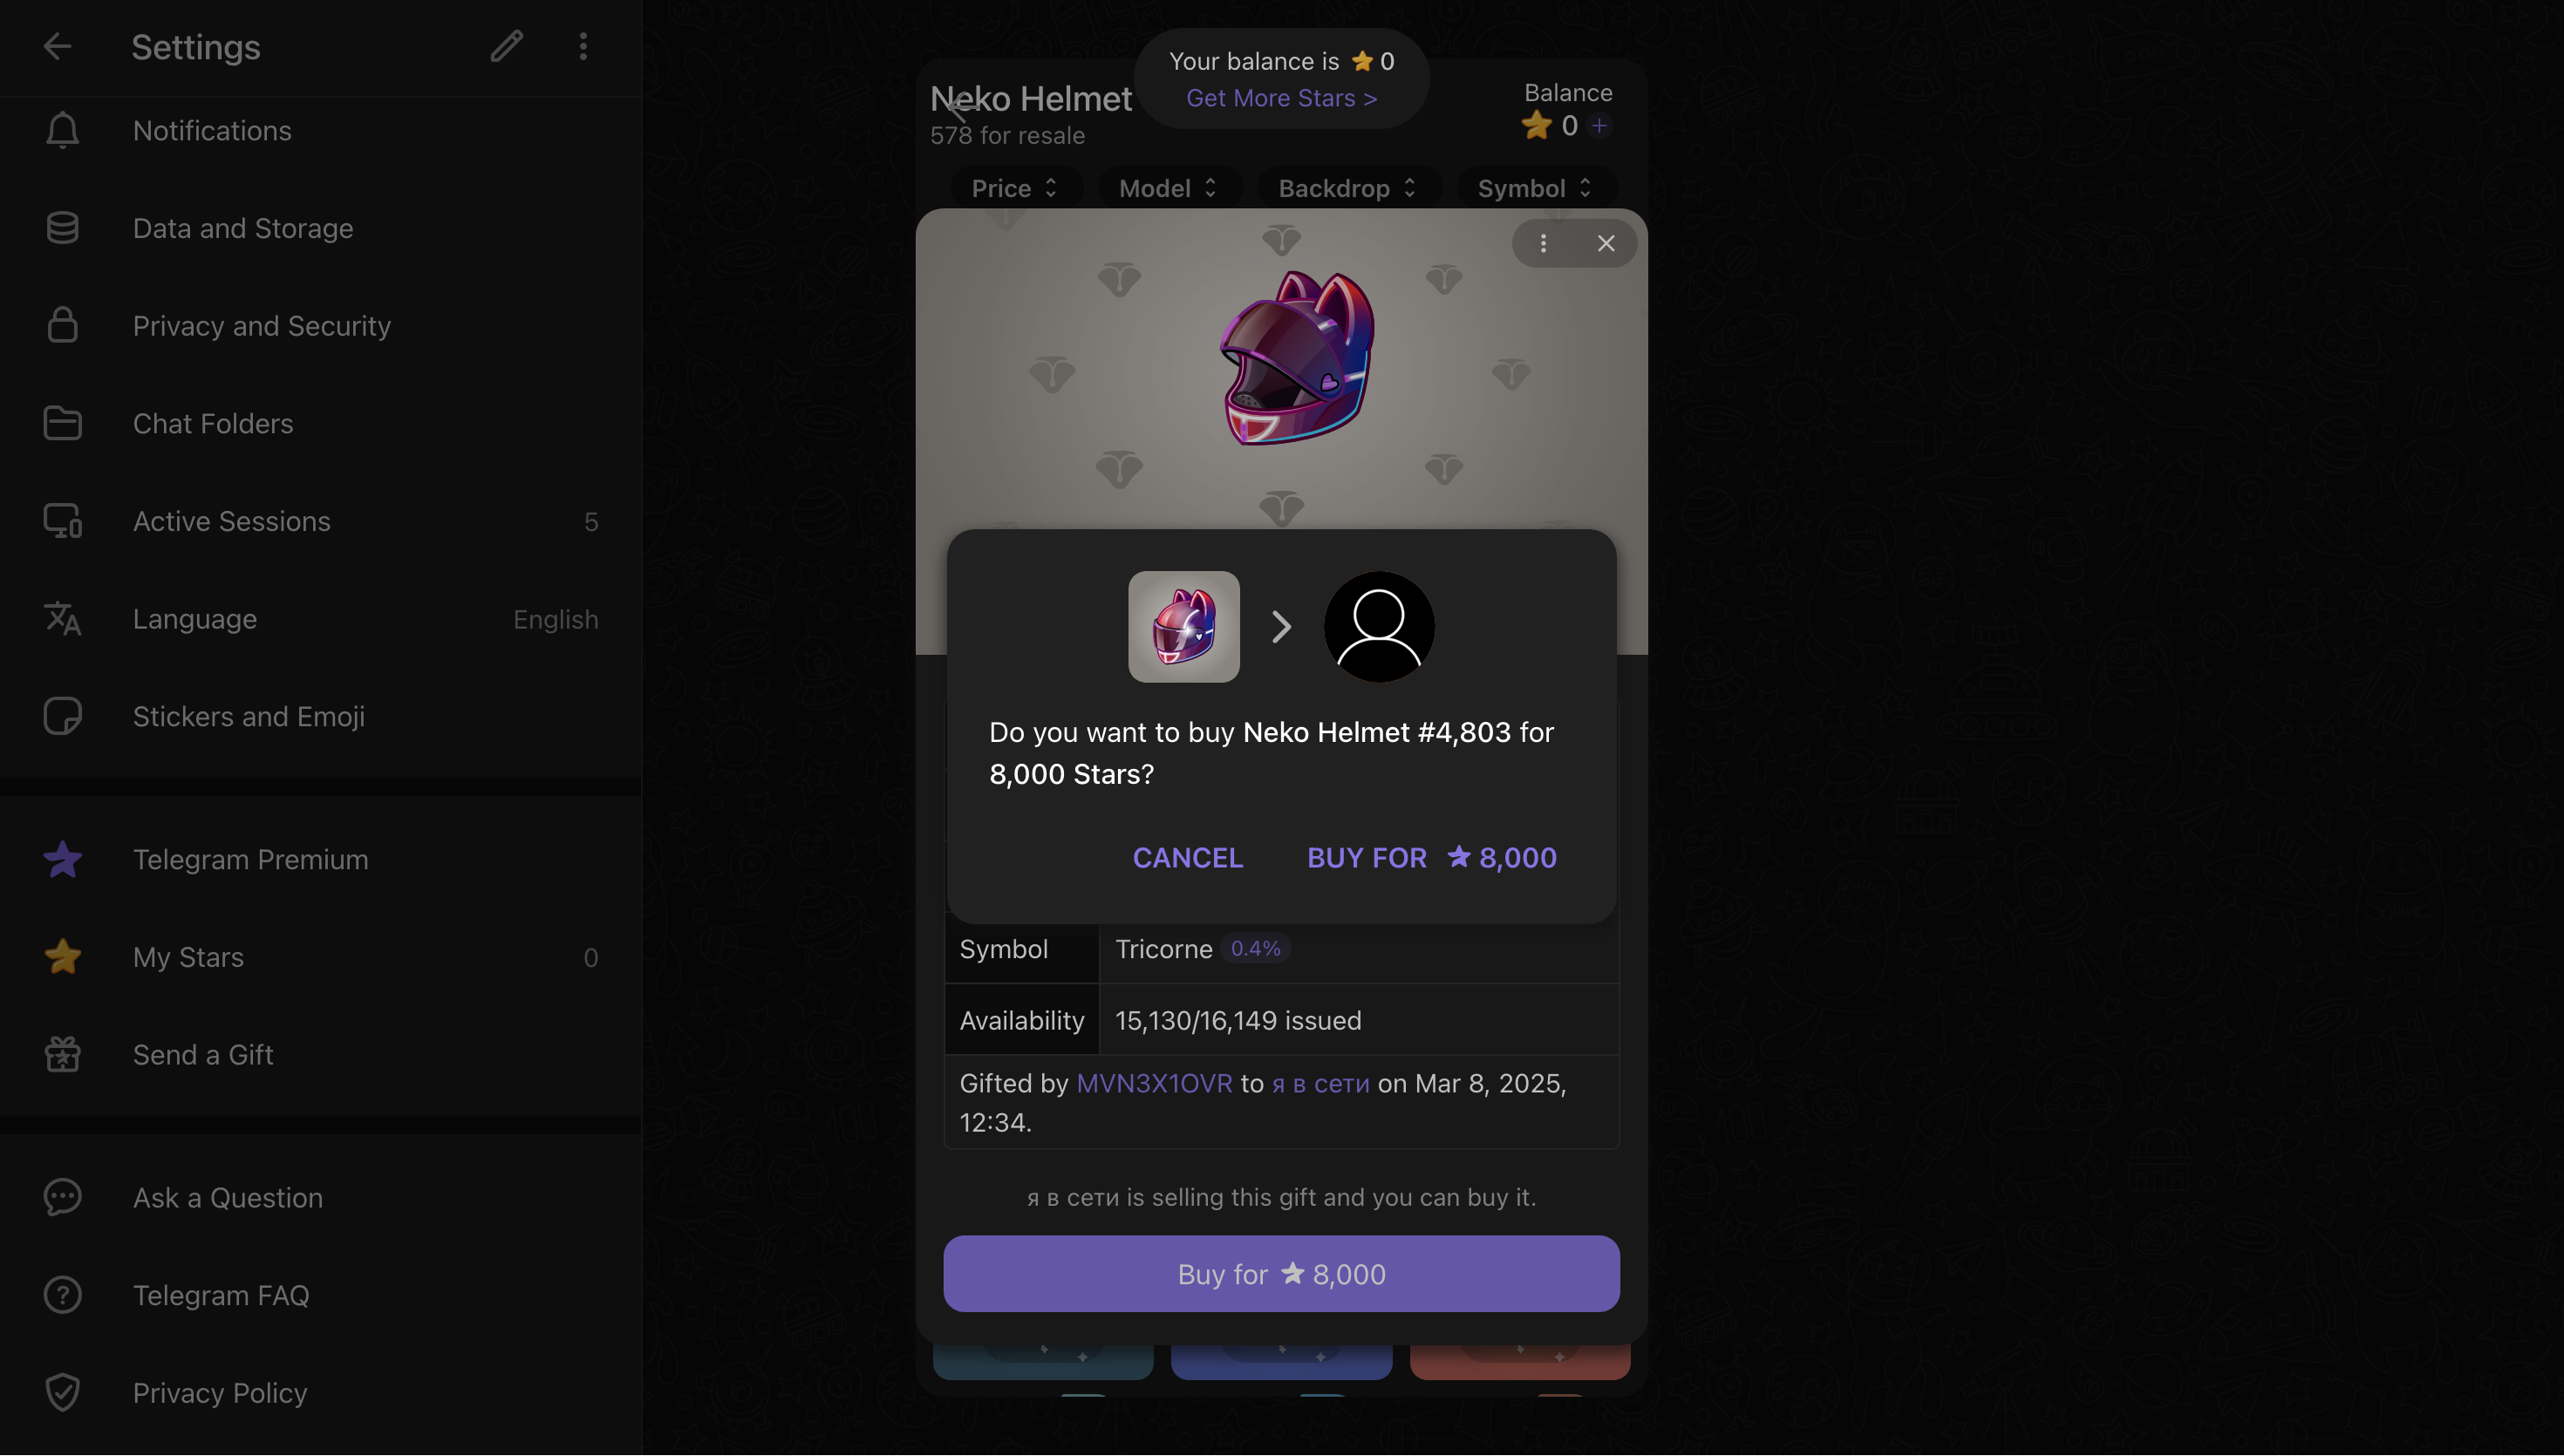 Settings
Notifications
Data and Storage
Privacy and Security
Chat Folders
Active Sessions 5
Language English
Stickers and Emoji
Telegram Premium
My Stars 0
Send a Gift
Ask a Question
Telegram FAQ
Privacy Policy
Your balance is 0
Get More Stars >
Neko Helmet
578 for resale
Balance
0 +
Price Model Backdrop Symbol
Do you want to buy Neko Helmet #4,803 for
8,000 Stars?
CANCEL BUY FOR 8,000
Symbol Tricorne 0.4%
Availability 15,130/16,149 issued
Gifted by MVN3X1OVR to я в сети on Mar 8, 2025,
12:34.
я в сети is selling this gift and you can buy it.
Buy for 8,000